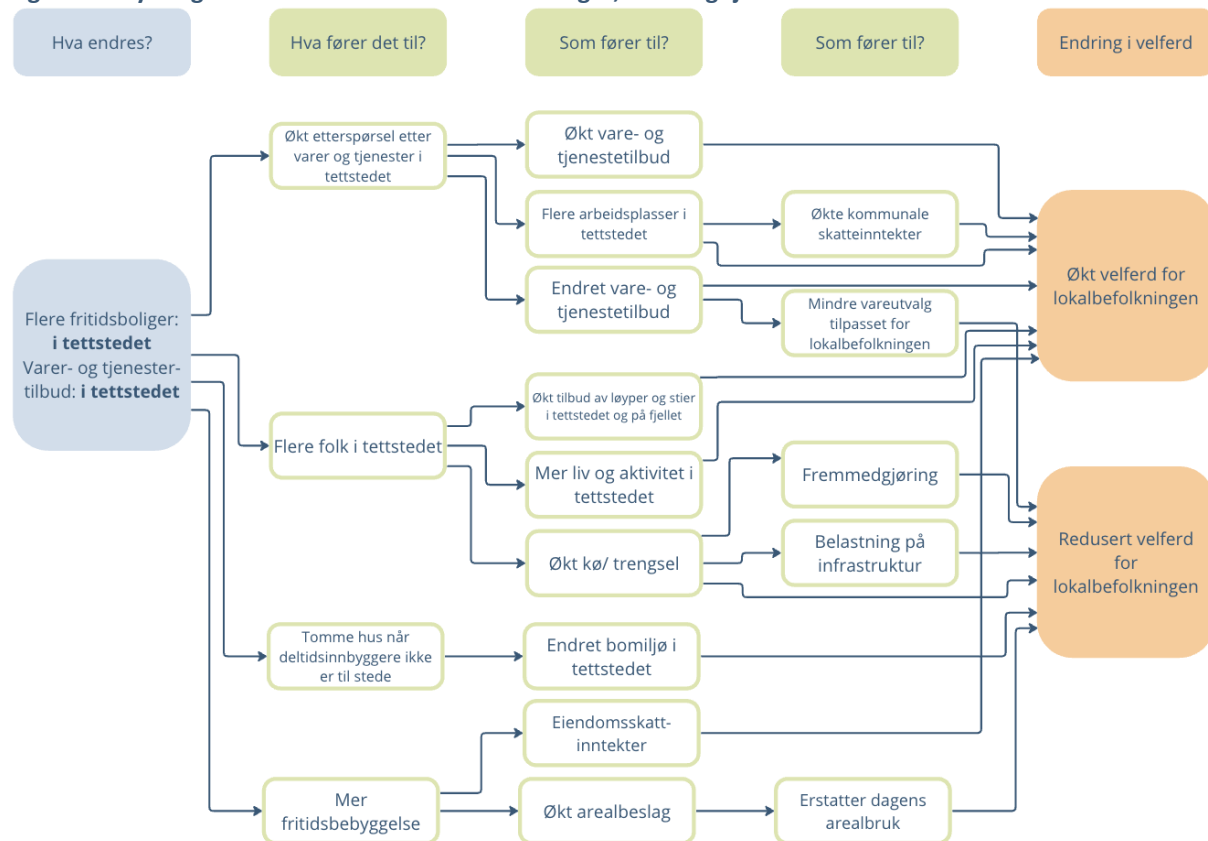 Hva endres?
Hva fører det til?
Som fører til?
Som fører til?
Endring i velferd
Flere fritidsboliger:
i tettstedet
Varer- og tjenester-
tilbud: i tettstedet
Økt etterspørsel etter
varer og tjenester i
tettstedet
Økt vare- og
tjenestetilbud
Flere arbeidsplasser i
tettstedet
Økte kommunale
skatteinntekter
Endret vare- og
tjenestetilbud
Mindre vareutvalg
tilpasset for
lokalbefolkningen
Økt velferd for
lokalbefolkningen
Flere folk i tettstedet
Økt tilbud av løyper og stier
i tettstedet og på fjellet
Mer liv og aktivitet i
tettstedet
Økt kø/ trengsel
Fremmedgjøring
Belastning på
infrastruktur
Redusert velferd
for
lokalbefolkningen
Tomme hus når
deltidsinnbyggere ikke
er til stede
Endret bomiljø i
tettstedet
Mer
fritidsbebyggelse
Eiendomsskatt-
inntekter
Økt arealbeslag
Erstatter dagens
arealbruk